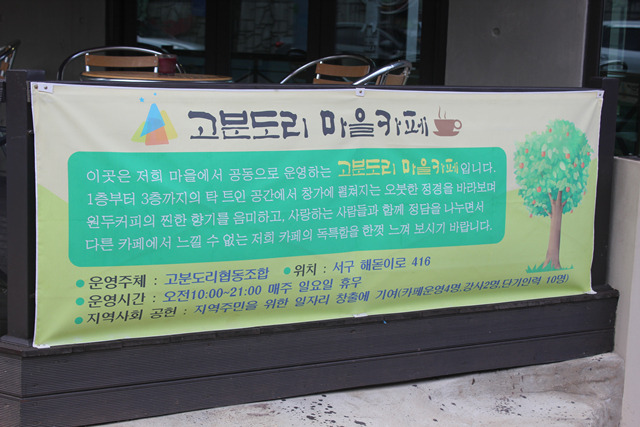 고분도리 마을카페
이곳은 저희 마을에서 공동으로 운영하는 고분도리 마을카페입니다.
1층부터 3층까지의 탁 트인 공간에서 창가에 펼쳐지는 오붓한 정경을 바라보며
원두커피의 찐한 향기를 음미하고, 사랑하는 사람들과 함께 정담을 나누면서
다른 카페에서 느낄 수 없는 저희 카페의 독특함을 한껏 느껴 보시기 바랍니다.
● 운영주체 : 고분도리협동조합 ● 위치 : 서구 해돋이로 416
● 운영시간 : 오전10:00~21:00 매주 일요일 휴무
● 지역사회 공헌 : 지역주민을 위한 일자리 창출에 기여(카페운영4명,강사2명,단기인력 10명)